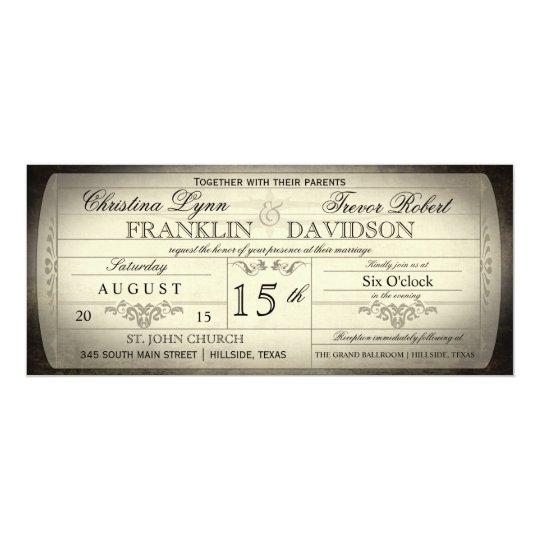 Together with their parents
Christina Lynn & Trevor Robert
FRANKLIN DAVIDSON
request the honor of your presence at their marriage
Saturday
AUGUST
20 15
15 th
Kindly join us at
Six O'clock
in the evening
ST. JOHN CHURCH
345 SOUTH MAIN STREET | HILLSIDE, TEXAS
Reception immediately following at
THE GRAND BALLROOM | HILLSIDE, TEXAS